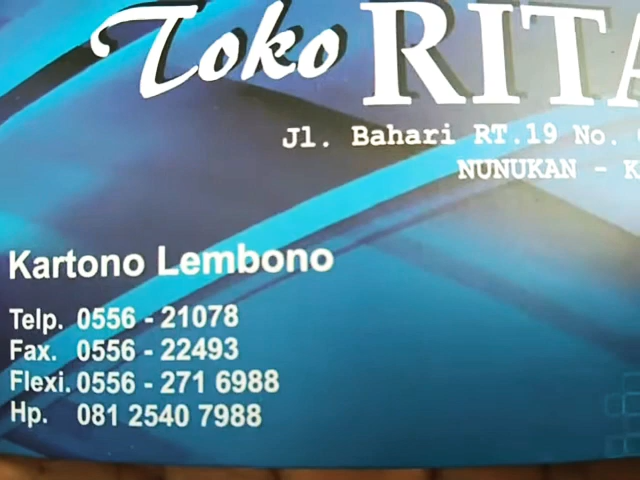 Toko RITA
Jl. Bahari RT.19 No.
NUNUKAN - K
Kartono Lembono
Telp. 0556 - 21078
Fax. 0556 - 22493
Flexi. 0556 - 271 6988
Hp. 081 2540 7988